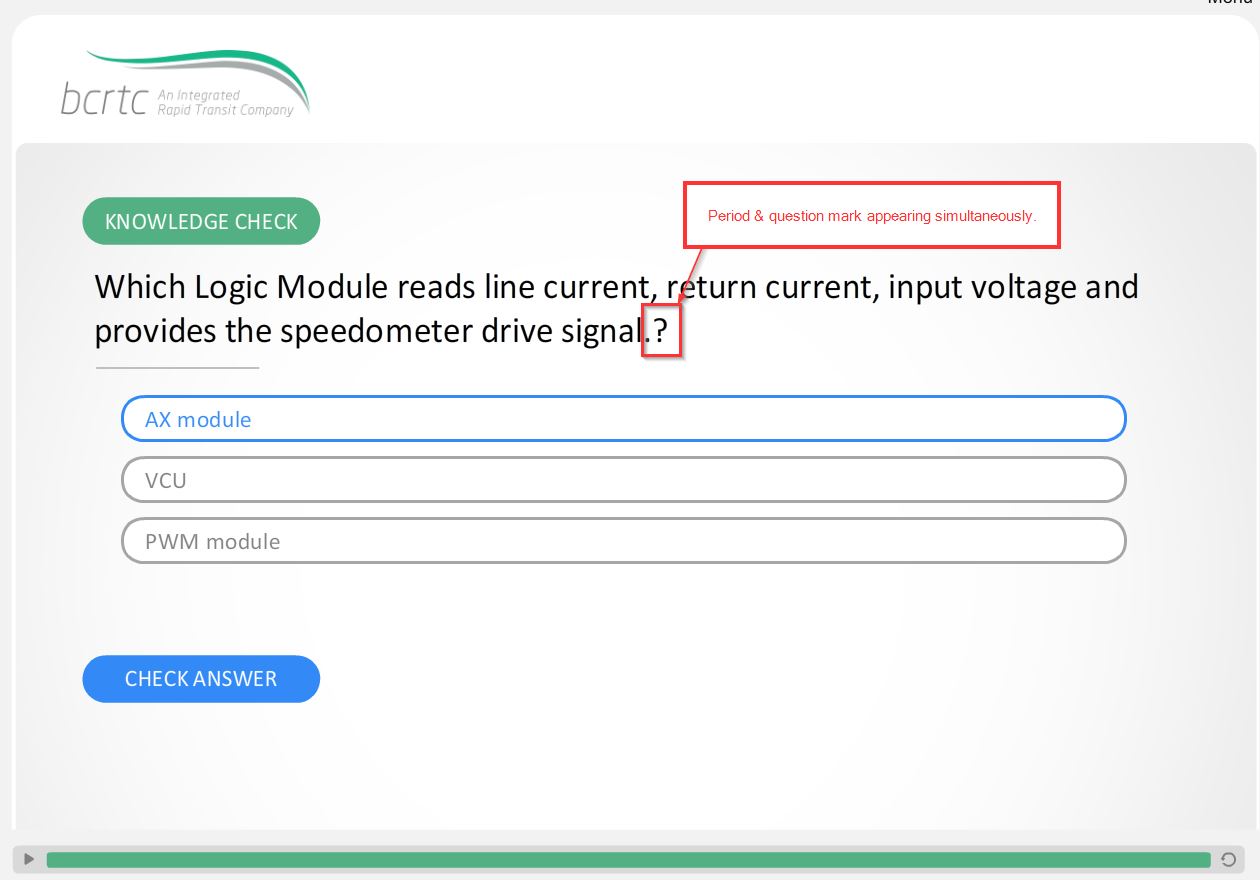 Menu
bcrtc An Integrated
Rapid Transit Company
KNOWLEDGE CHECK
Period & question mark appearing simultaneously.
Which Logic Module reads line current, return current, input voltage and
provides the speedometer drive signal.?
AX module
VCU
PWM module
CHECK ANSWER